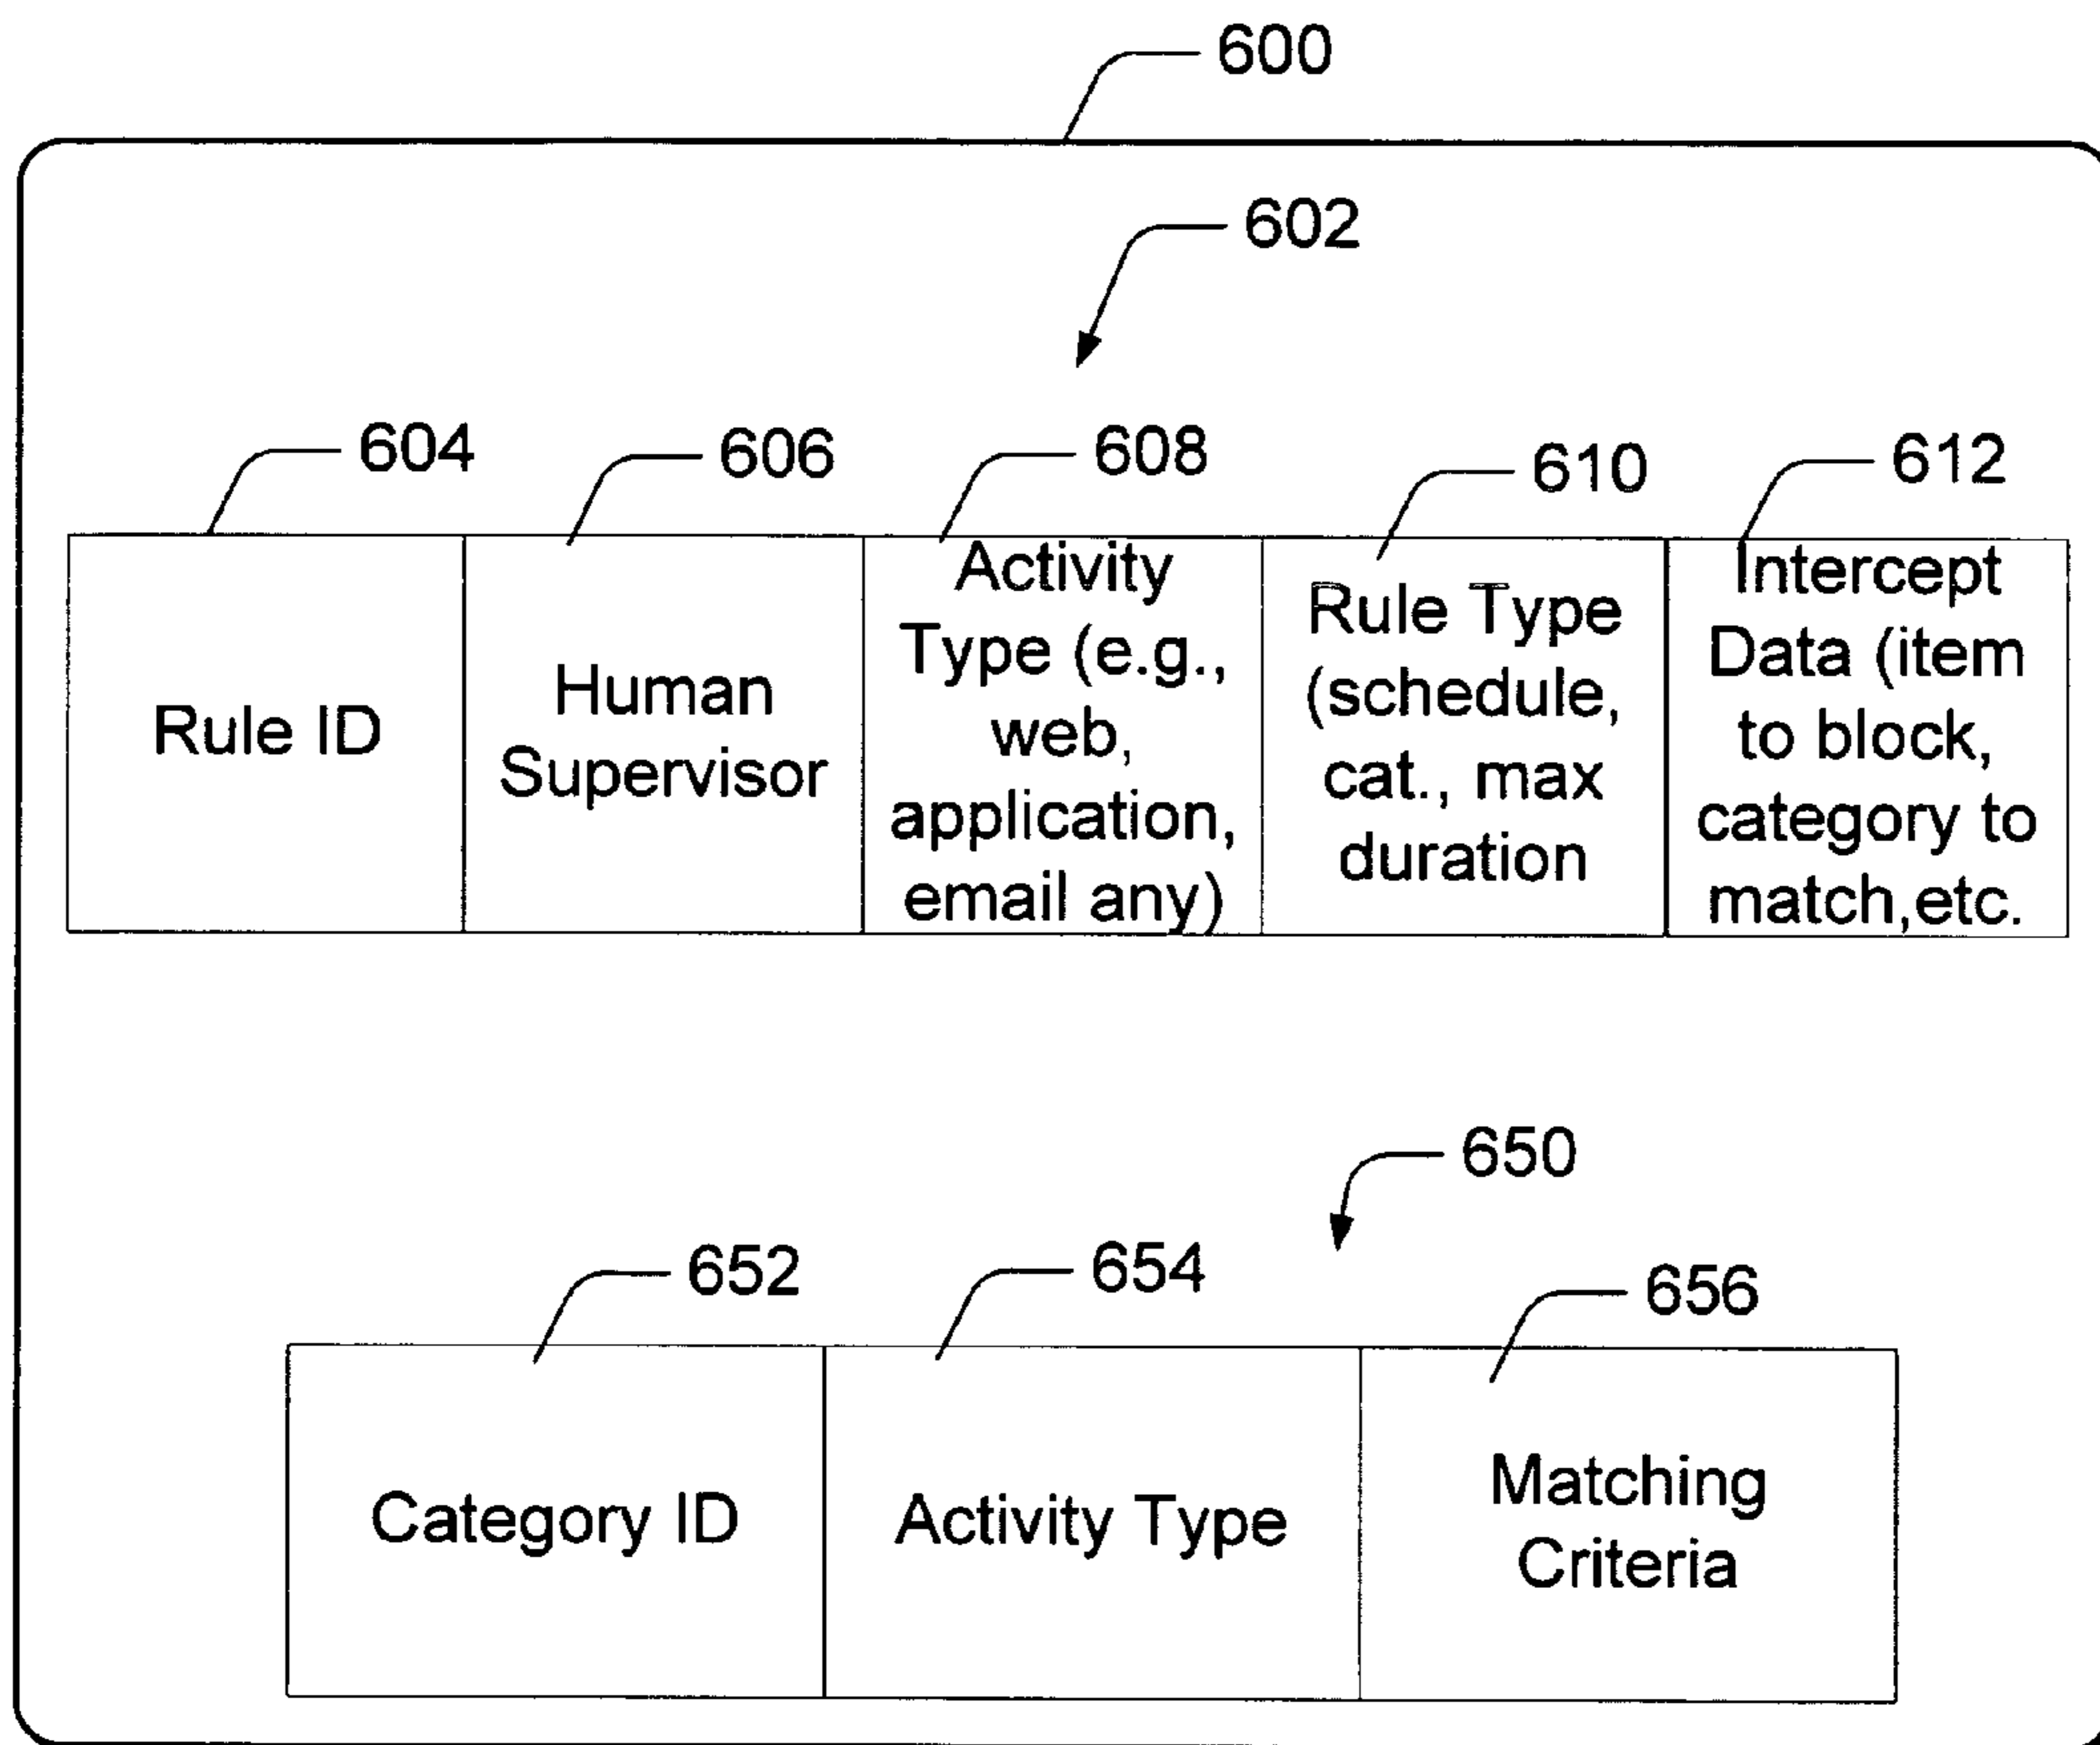 600
602
604
606
608
610
612
Rule ID
Human
Supervisor
Activity
Type (e.g.,
web,
application,
email any)
Rule Type
(schedule,
cat., max
duration
Intercept
Data (item
to block,
category to
match,etc.
650
652
654
656
Category ID
Activity Type
Matching
Criteria